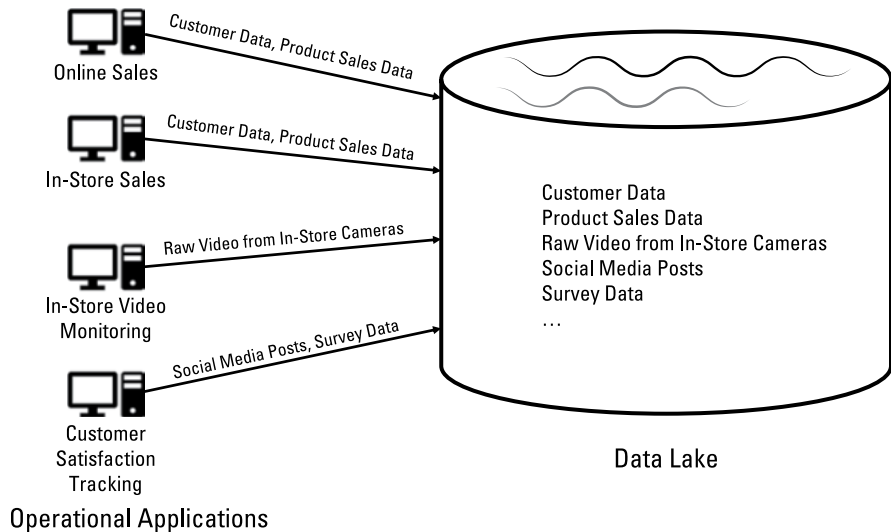 Customer Data, Product Sales Data
Online Sales
Customer Data, Product Sales Data
In-Store Sales
Raw Video from In-Store Cameras
In-Store Video
Monitoring
Social Media Posts, Survey Data
Customer
Satisfaction
Tracking
Operational Applications
Customer Data
Product Sales Data
Raw Video from In-Store Cameras
Social Media Posts
Survey Data
…
Data Lake